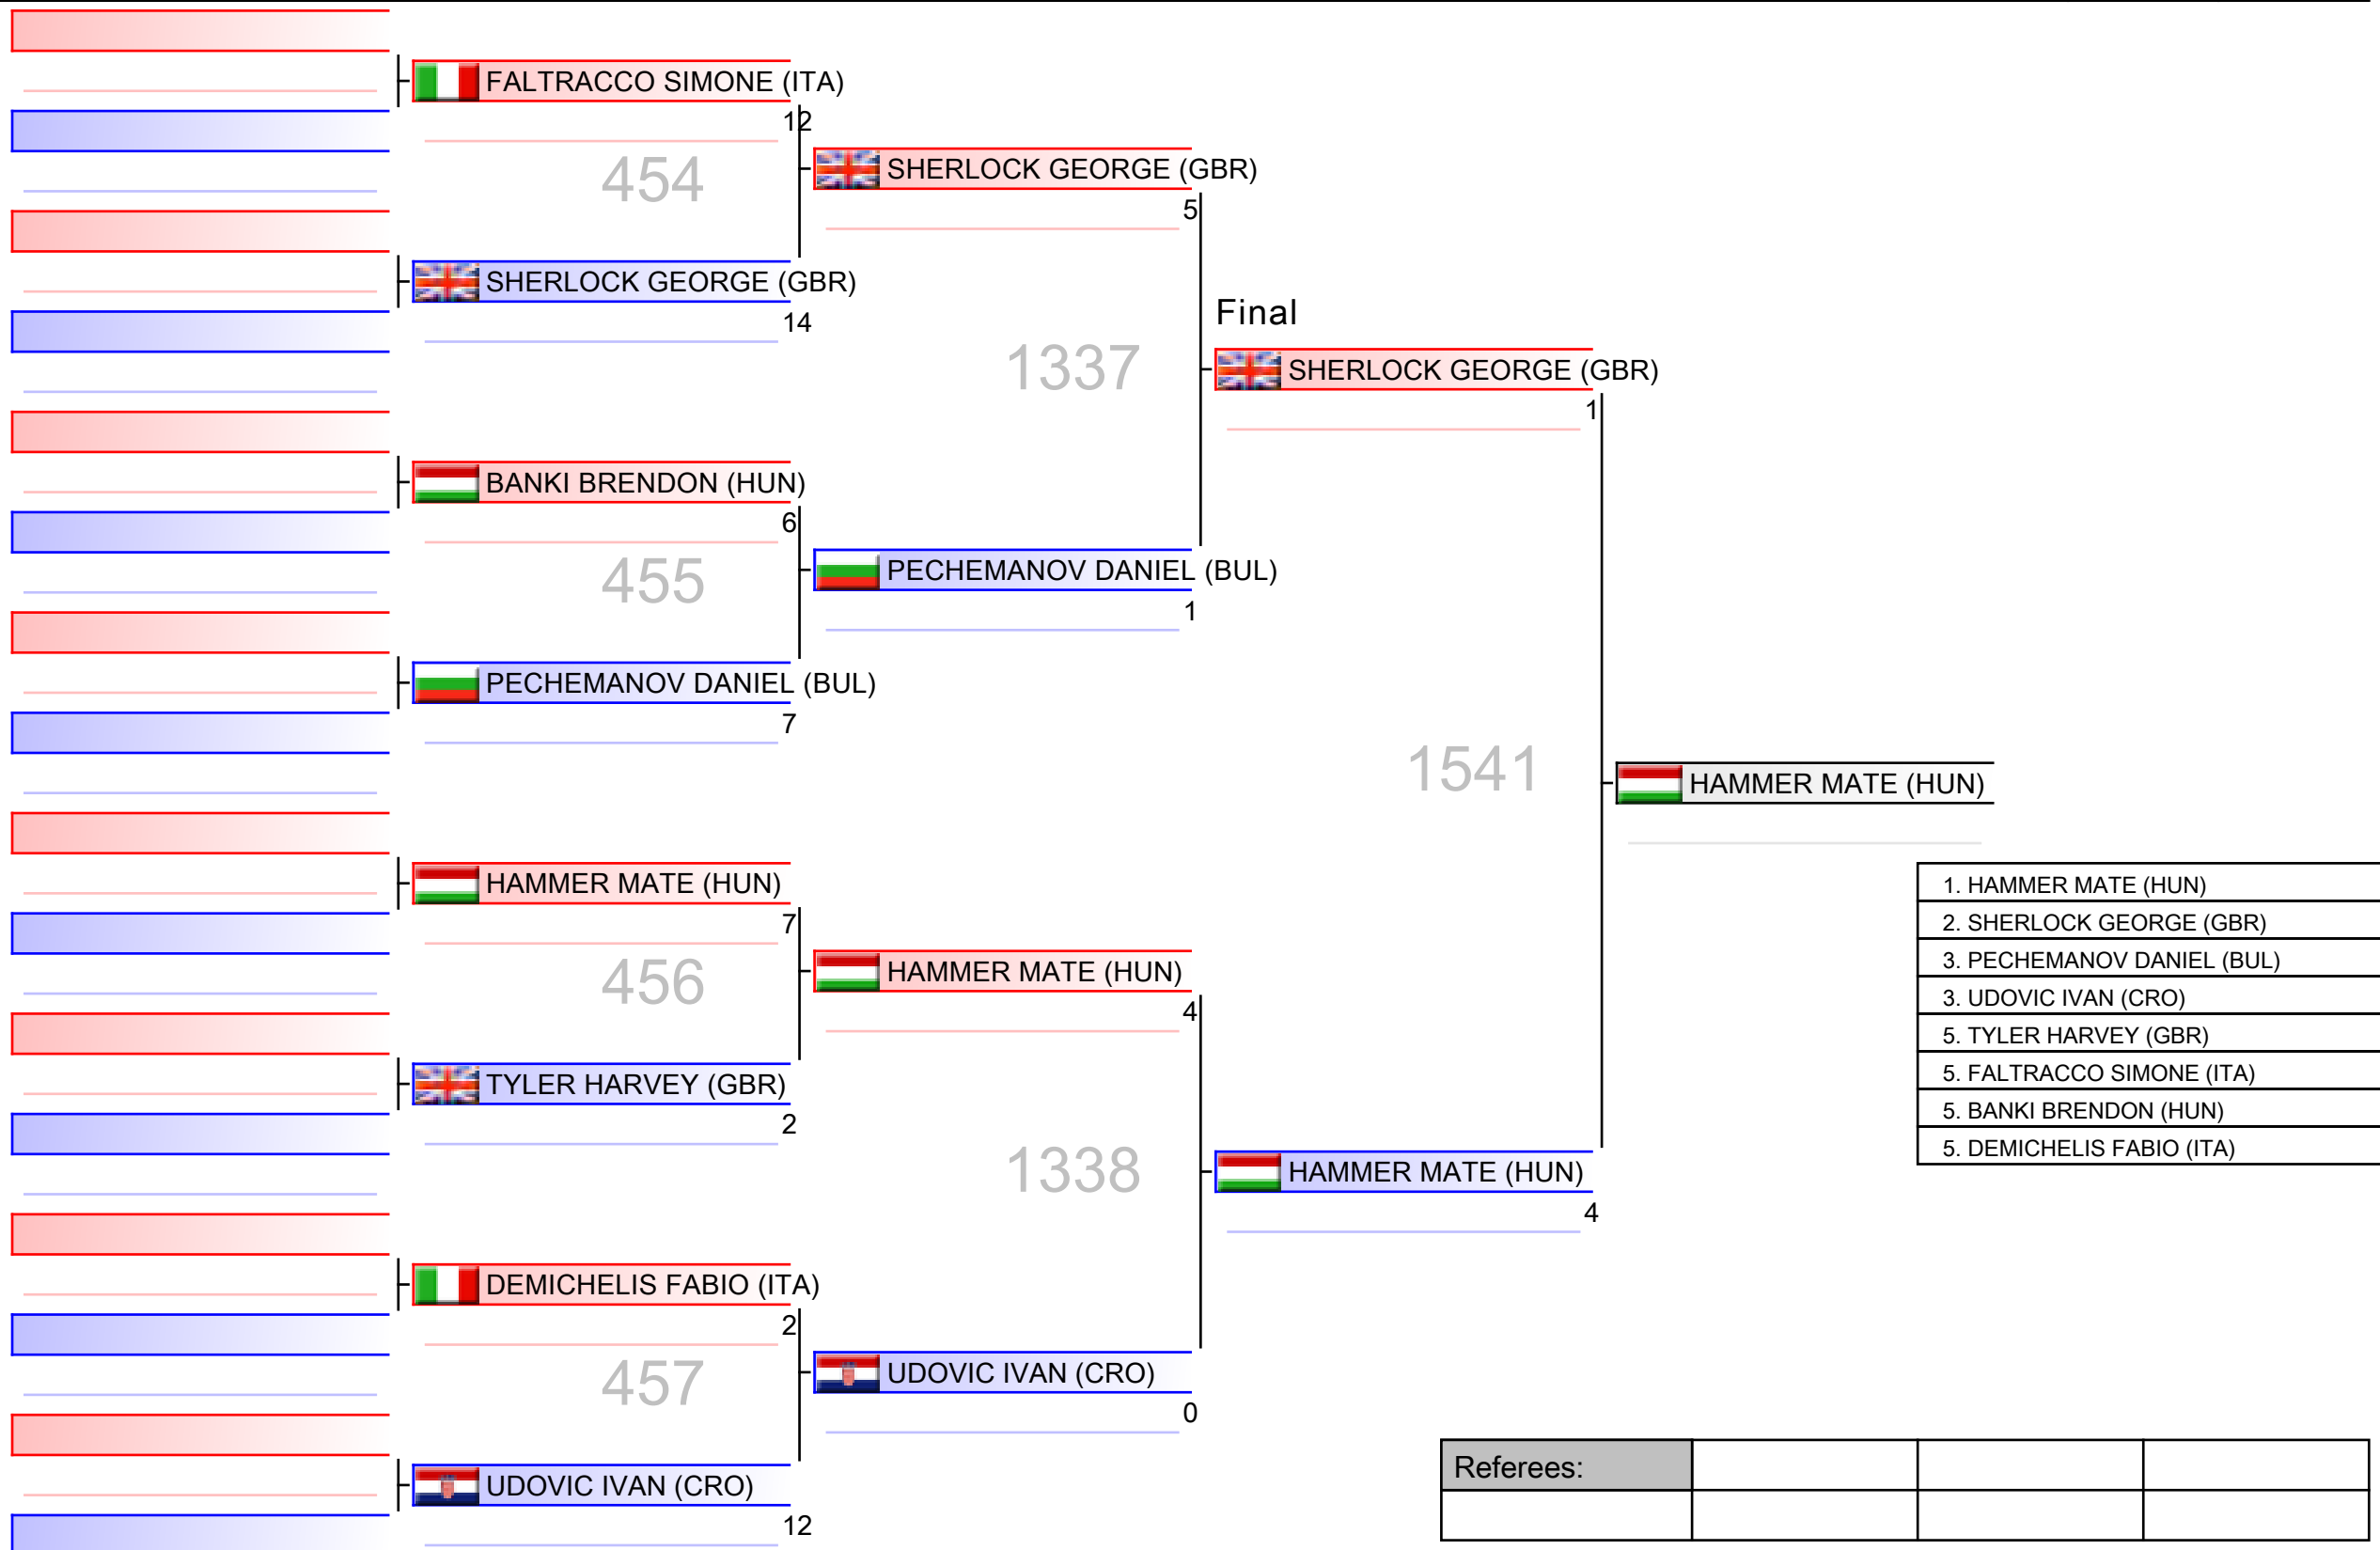 FALTRACCO SIMONE (ITA)
12
454
SHERLOCK GEORGE (GBR)
14
SHERLOCK GEORGE (GBR)
5
1337
Final
SHERLOCK GEORGE (GBR)
1
BANKI BRENDON (HUN)
6
455
PECHEMANOV DANIEL (BUL)
1
PECHEMANOV DANIEL (BUL)
7
1541
HAMMER MATE (HUN)
HAMMER MATE (HUN)
7
456
HAMMER MATE (HUN)
4
TYLER HARVEY (GBR)
2
1338
HAMMER MATE (HUN)
4
DEMICHELIS FABIO (ITA)
2
457
UDOVIC IVAN (CRO)
0
UDOVIC IVAN (CRO)
12
1. HAMMER MATE (HUN)
2. SHERLOCK GEORGE (GBR)
3. PECHEMANOV DANIEL (BUL)
3. UDOVIC IVAN (CRO)
5. TYLER HARVEY (GBR)
5. FALTRACCO SIMONE (ITA)
5. BANKI BRENDON (HUN)
5. DEMICHELIS FABIO (ITA)
Referees: